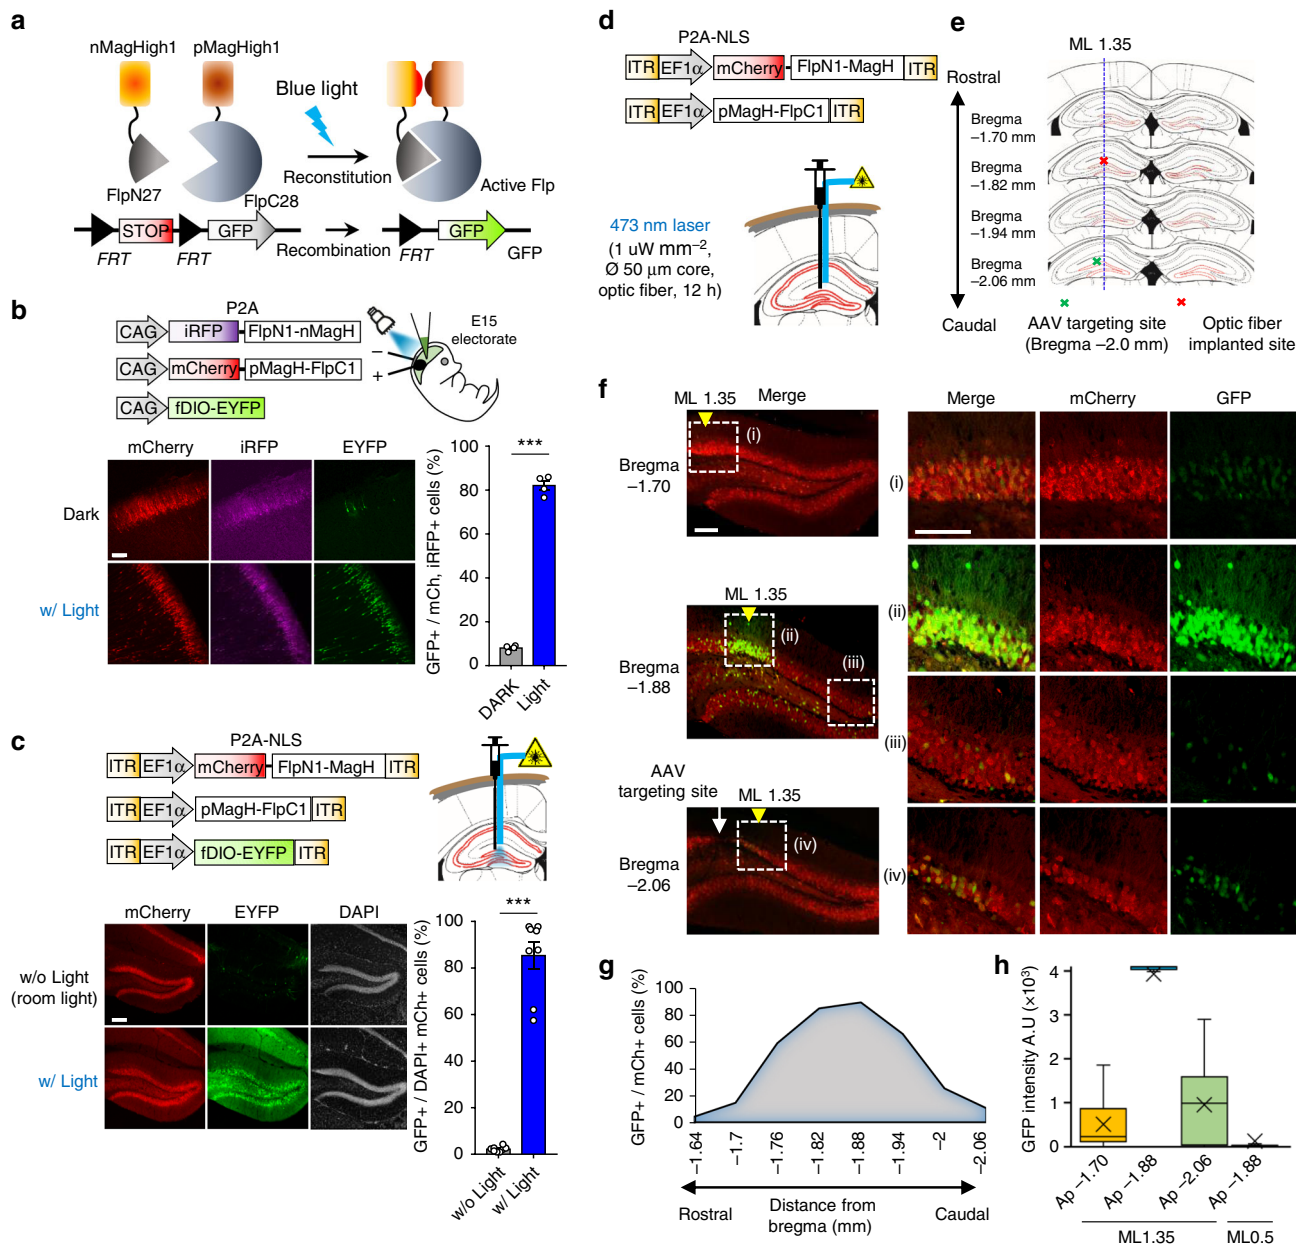 a
nMagHigh1 pMagHigh1
Blue light
Reconstitution
FlpN27
FlpC28
Active Flp
STOP GFP
Recombination
GFP
GFP
FRT FRT FRT
b
P2A
CAG iRFP FlpN1-nMagH
CAG mCherry pMagH-FlpC1
CAG fDIO-EYFP
E15
electorate
–
+
mCherry iRFP EYFP
Dark
w/ Light
GFP+ / mCh, iRFP+ cells (%)
100
80
60
40
20
0
***
DARK
Light
c
P2A-NLS
ITR EF1α mCherry FlpN1-MagH ITR
ITR EF1α pMagH-FlpC1 ITR
ITR EF1α fDIO-EYFP ITR
mCherry EYFP DAPI
w/o Light
(room light)
w/ Light
GFP+ / DAPI+ mCh+ cells (%)
100
80
60
40
20
0
***
w/o Light
w/ Light
d
P2A-NLS
ITR EF1α mCherry FlpN1-MagH ITR
ITR EF1α pMagH-FlpC1 ITR
473 nm laser
(1 uW mm–2,
Ø 50 μm core,
optic fiber, 12 h)
e
ML 1.35
Rostral
Bregma
–1.70 mm
Bregma
–1.82 mm
Bregma
–1.94 mm
Bregma
–2.06 mm
Caudal
AAV targeting site
(Bregma –2.0 mm)
Optic fiber
implanted site
f
ML 1.35 Merge
Bregma
–1.70
(i)
ML 1.35
Bregma
–1.88
(ii)
(iii)
AAV
targeting site
ML 1.35
Bregma
–2.06
(iv)
Merge mCherry GFP
(i)
(ii)
(iii)
(iv)
g
GFP+ / mCh+ cells (%)
100
80
60
40
20
0
–1.64 –1.7 –1.76 –1.82 –1.88 –1.94 –2 –2.06
Rostral
Distance from
bregma (mm)
Caudal
h
GFP intensity A.U (×10³)
4
3
2
1
0
Ap –1.70 Ap –1.88 Ap –2.06 Ap –1.88
ML1.35 ML0.5